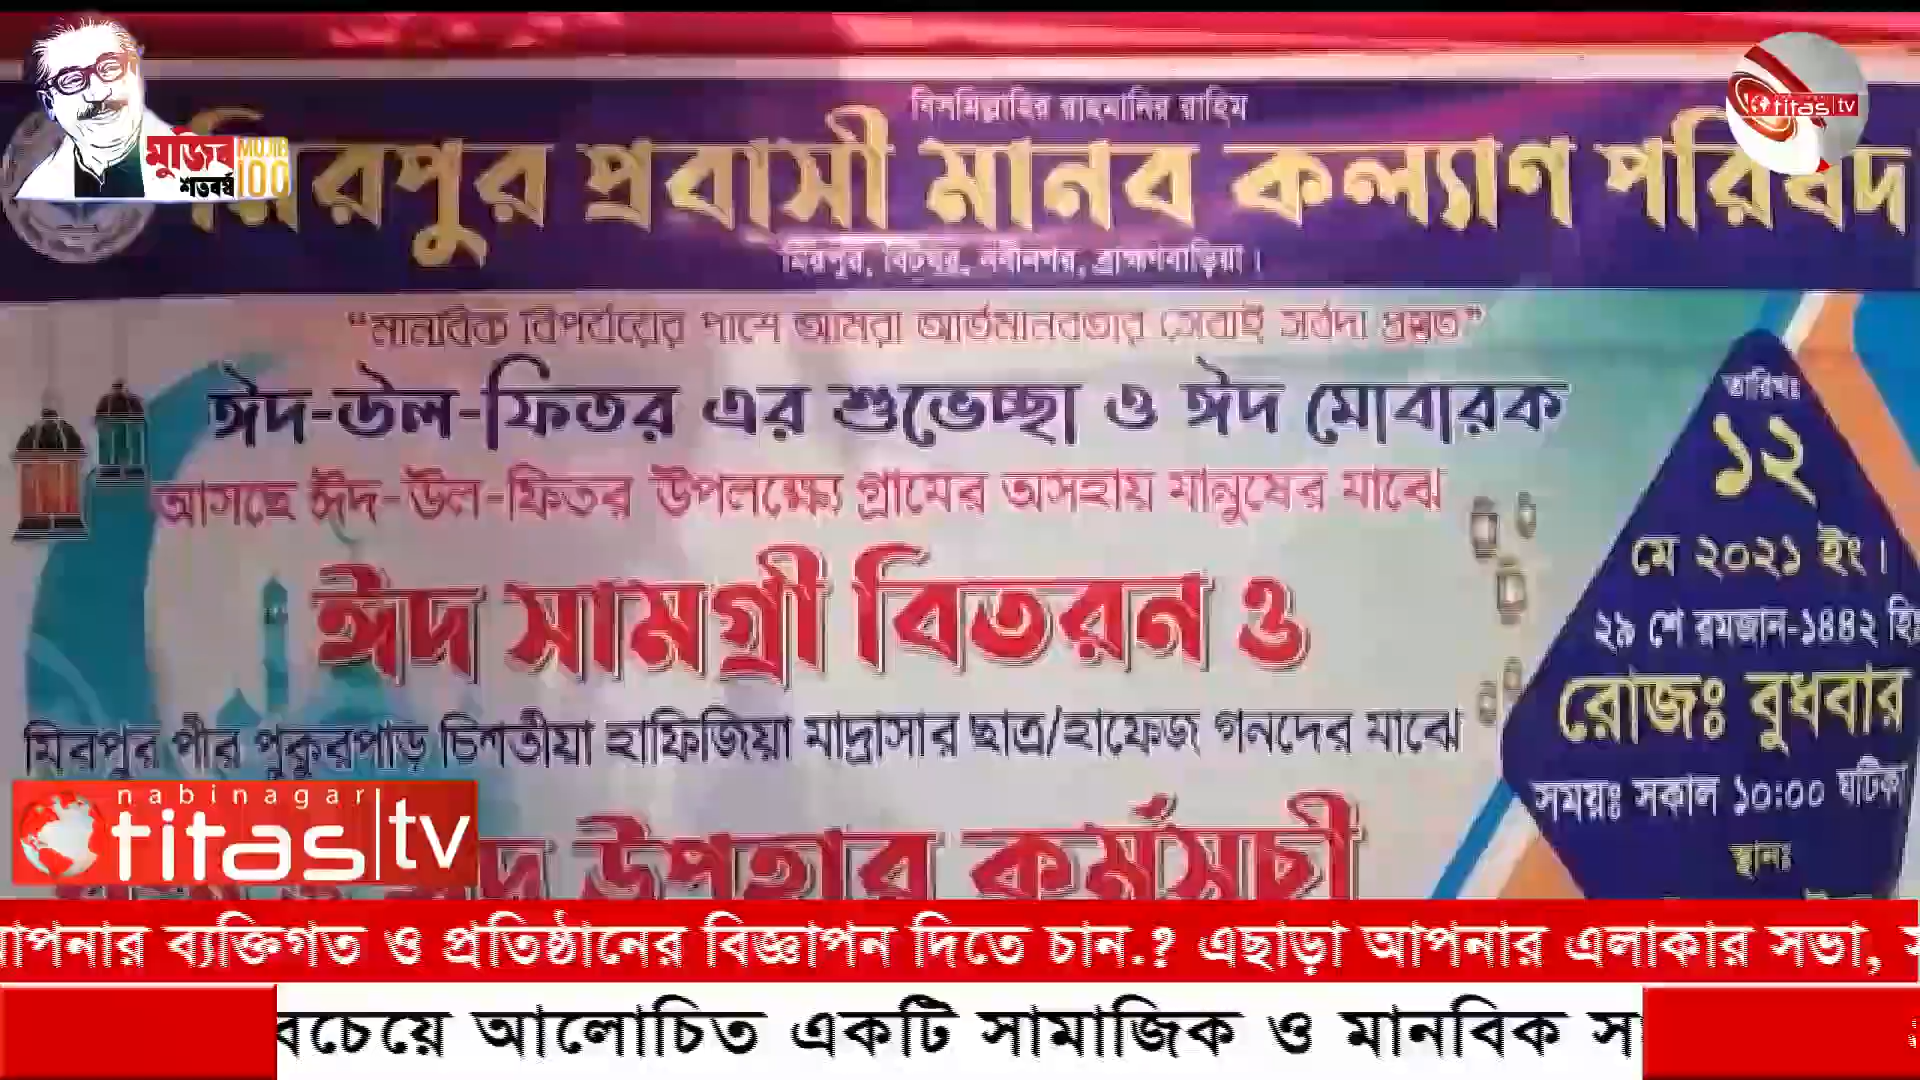 বিসমিল্লাহির রাহমানির রাহিম
মিরপুর প্রবাসী মানব কল্যাণ পরিষদ
মিরপুর, বিটঘর, নবীনগর, ব্রাহ্মণবাড়িয়া।
মুজিব শতবর্ষ MUJIB 100
titas tv
“মানবিক বিপর্যয়ের পাশে আমরা আর্তমানবতার সেবাই সর্বদা প্রস্তুত”
ঈদ-উল-ফিতর এর শুভেচ্ছা ও ঈদ মোবারক
আসছে ঈদ-উল-ফিতর উপলক্ষ্যে গ্রামের অসহায় মানুষের মাঝে
ঈদ সামগ্রী বিতরন ও
মিরপুর পীর পুকুরপাড় চিশতীয়া হাফিজিয়া মাদ্রাসার ছাত্র/হাফেজ গনদের মাঝে
উপহার কর্মসূচী
তারিখঃ
১২
মে ২০২১ ইং।
২৯ শে রমজান-১৪৪২ হিঃ
রোজঃ বুধবার
সময়ঃ সকাল ১০:০০ ঘটিকা
স্থানঃ
nabinagar
titas tv
আপনার ব্যক্তিগত ও প্রতিষ্ঠানের বিজ্ঞাপন দিতে চান.? এছাড়া আপনার এলাকার সভা,
বচেয়ে আলোচিত একটি সামাজিক ও মানবিক স